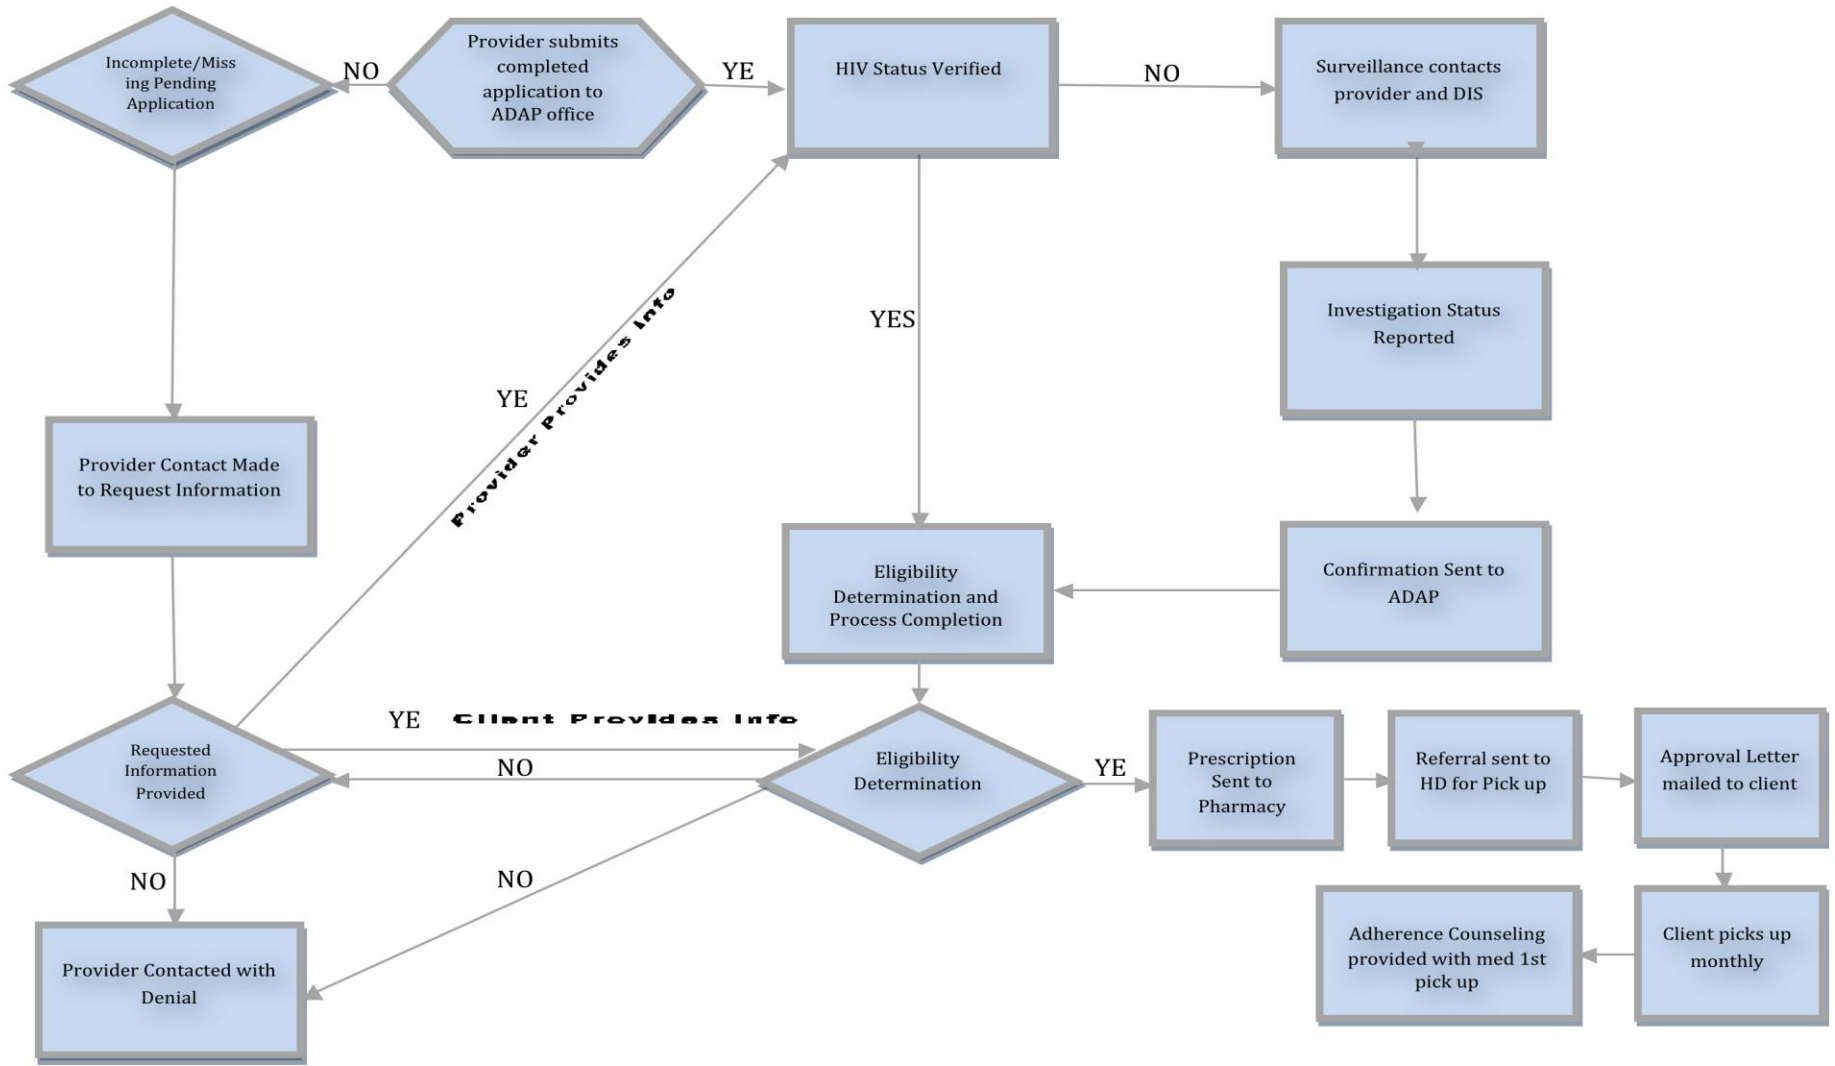 Incomplete/Miss
ing Pending
Application
NO
Provider submits
completed
application to
ADAP office
YE
HIV Status Verified
NO
Surveillance contacts
provider and DIS
Investigation Status
Reported
YES
YE
Provider Provides Info
Provider Contact Made
to Request Information
Eligibility
Determination and
Process Completion
Confirmation Sent to
ADAP
Requested
Information
Provided
YE
Client Provides Info
NO
Eligibility
Determination
YE
Prescription
Sent to
Pharmacy
Referral sent to
HD for Pick up
Approval Letter
mailed to client
NO
NO
Provider Contacted with
Denial
Adherence Counseling
provided with med 1st
pick up
Client picks up
monthly